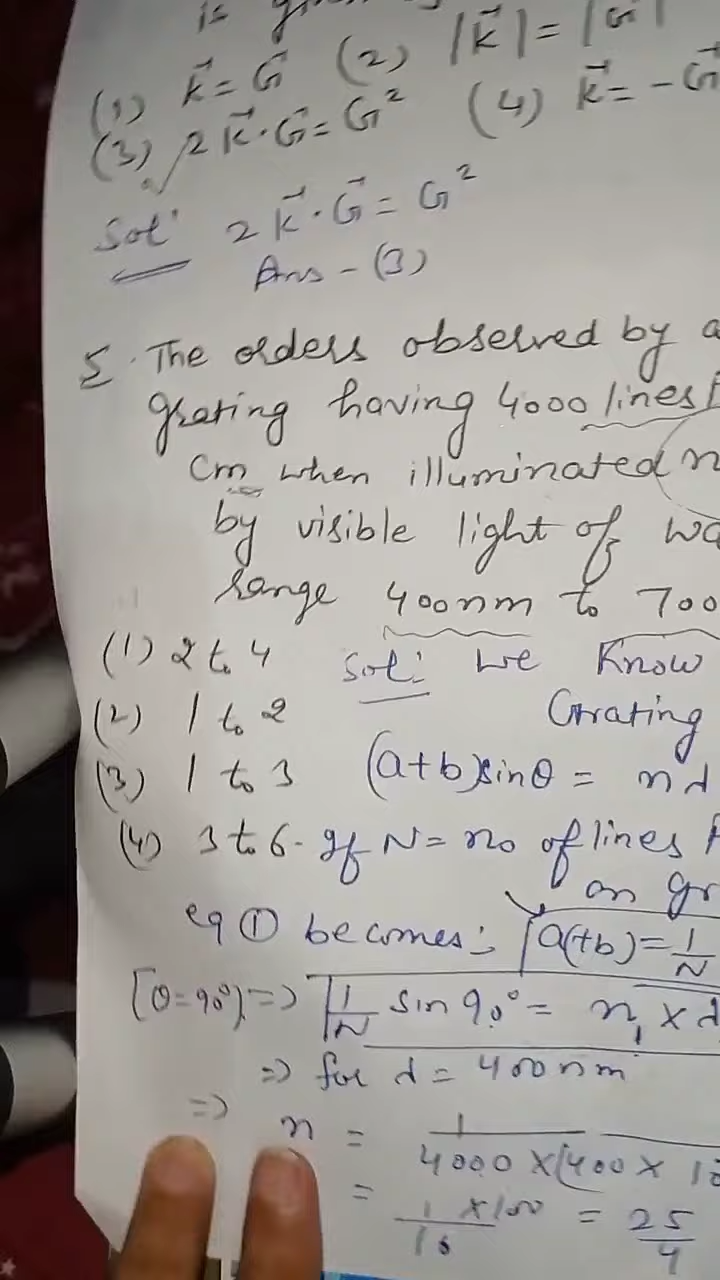 is given
(1) k⃗ = G⃗ (2) |k⃗| = |G⃗|
(3) 2k⃗·G⃗ = G² (4) k⃗ = -G⃗
Sol: 2k⃗·G⃗ = G²
Ans - (3)
5. The orders observed by a
grating having 4000 lines
cm when illuminated n
by visible light of wa
range 400nm to 700
(1) 2 to 4 Sol: We Know
(2) 1 to 2 Grating
(3) 1 to 3 (a+b)sinθ = nλ
(4) 3 to 6. If N = no of lines
on gr
eq ① becomes: (a+b) = 1/N
[θ=90°] => 1/N sin 90° = n₁ × λ
=> for λ = 400nm
=> n = 1/4000×(400×10
= 1×100/16 = 25/4